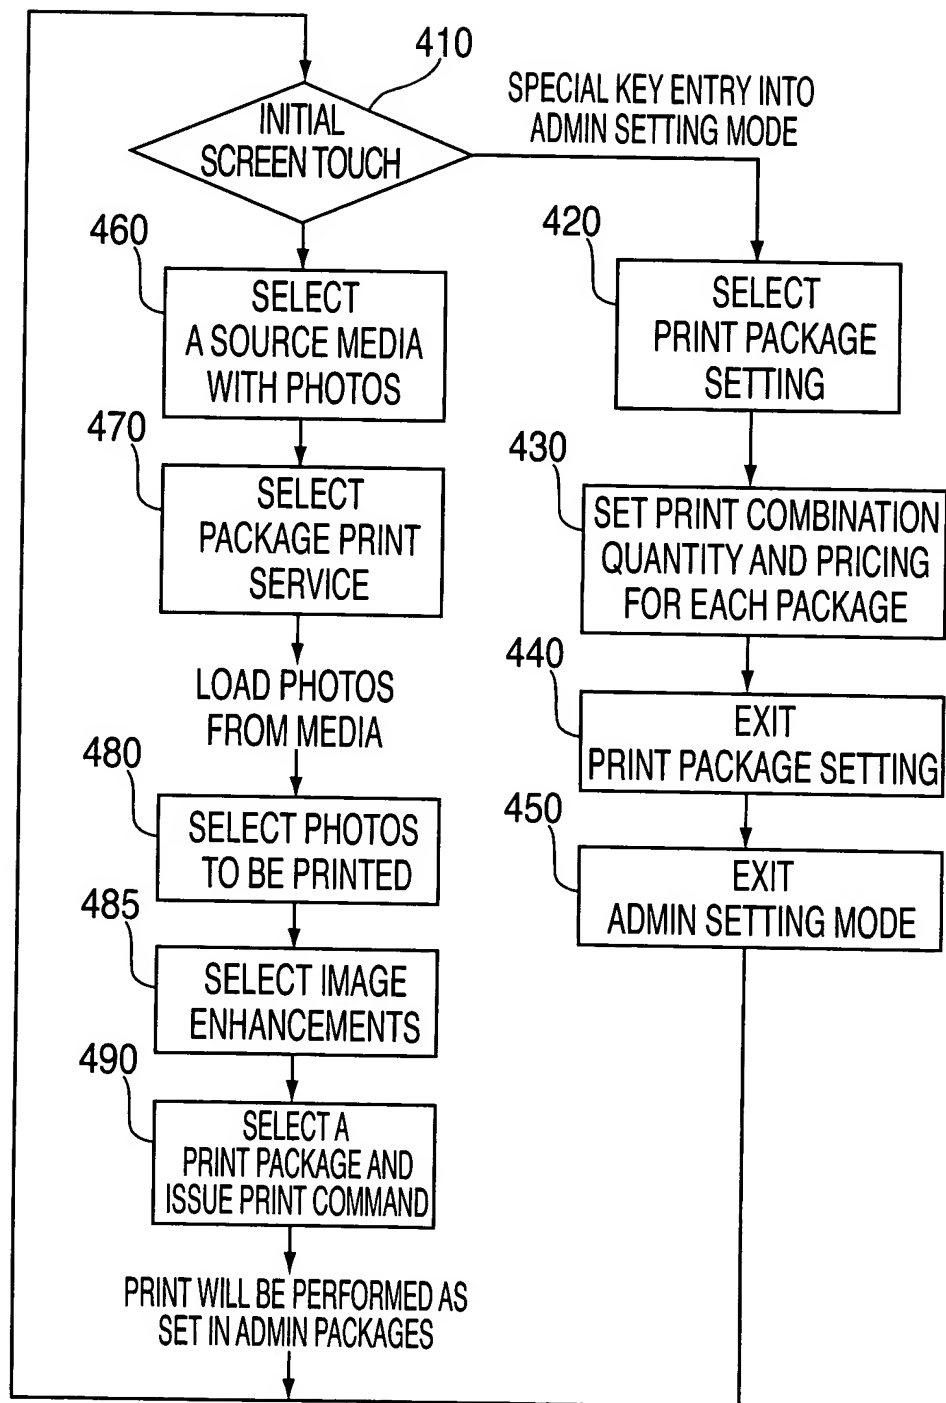 410
INITIAL
SCREEN TOUCH
SPECIAL KEY ENTRY INTO
ADMIN SETTING MODE
460
SELECT
A SOURCE MEDIA
WITH PHOTOS
470
SELECT
PACKAGE PRINT
SERVICE
LOAD PHOTOS
FROM MEDIA
480
SELECT PHOTOS
TO BE PRINTED
485
SELECT IMAGE
ENHANCEMENTS
490
SELECT A
PRINT PACKAGE AND
ISSUE PRINT COMMAND
PRINT WILL BE PERFORMED AS
SET IN ADMIN PACKAGES
420
SELECT
PRINT PACKAGE
SETTING
430
SET PRINT COMBINATION
QUANTITY AND PRICING
FOR EACH PACKAGE
440
EXIT
PRINT PACKAGE SETTING
450
EXIT
ADMIN SETTING MODE